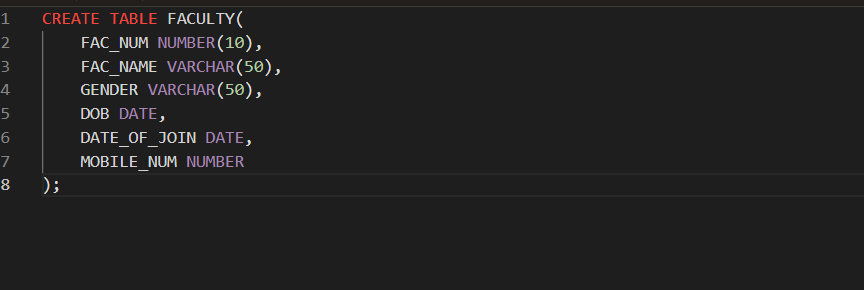 1 CREATE TABLE FACULTY(
2 FAC_NUM NUMBER(10),
3 FAC_NAME VARCHAR(50),
4 GENDER VARCHAR(50),
5 DOB DATE,
6 DATE_OF_JOIN DATE,
7 MOBILE_NUM NUMBER
8 );